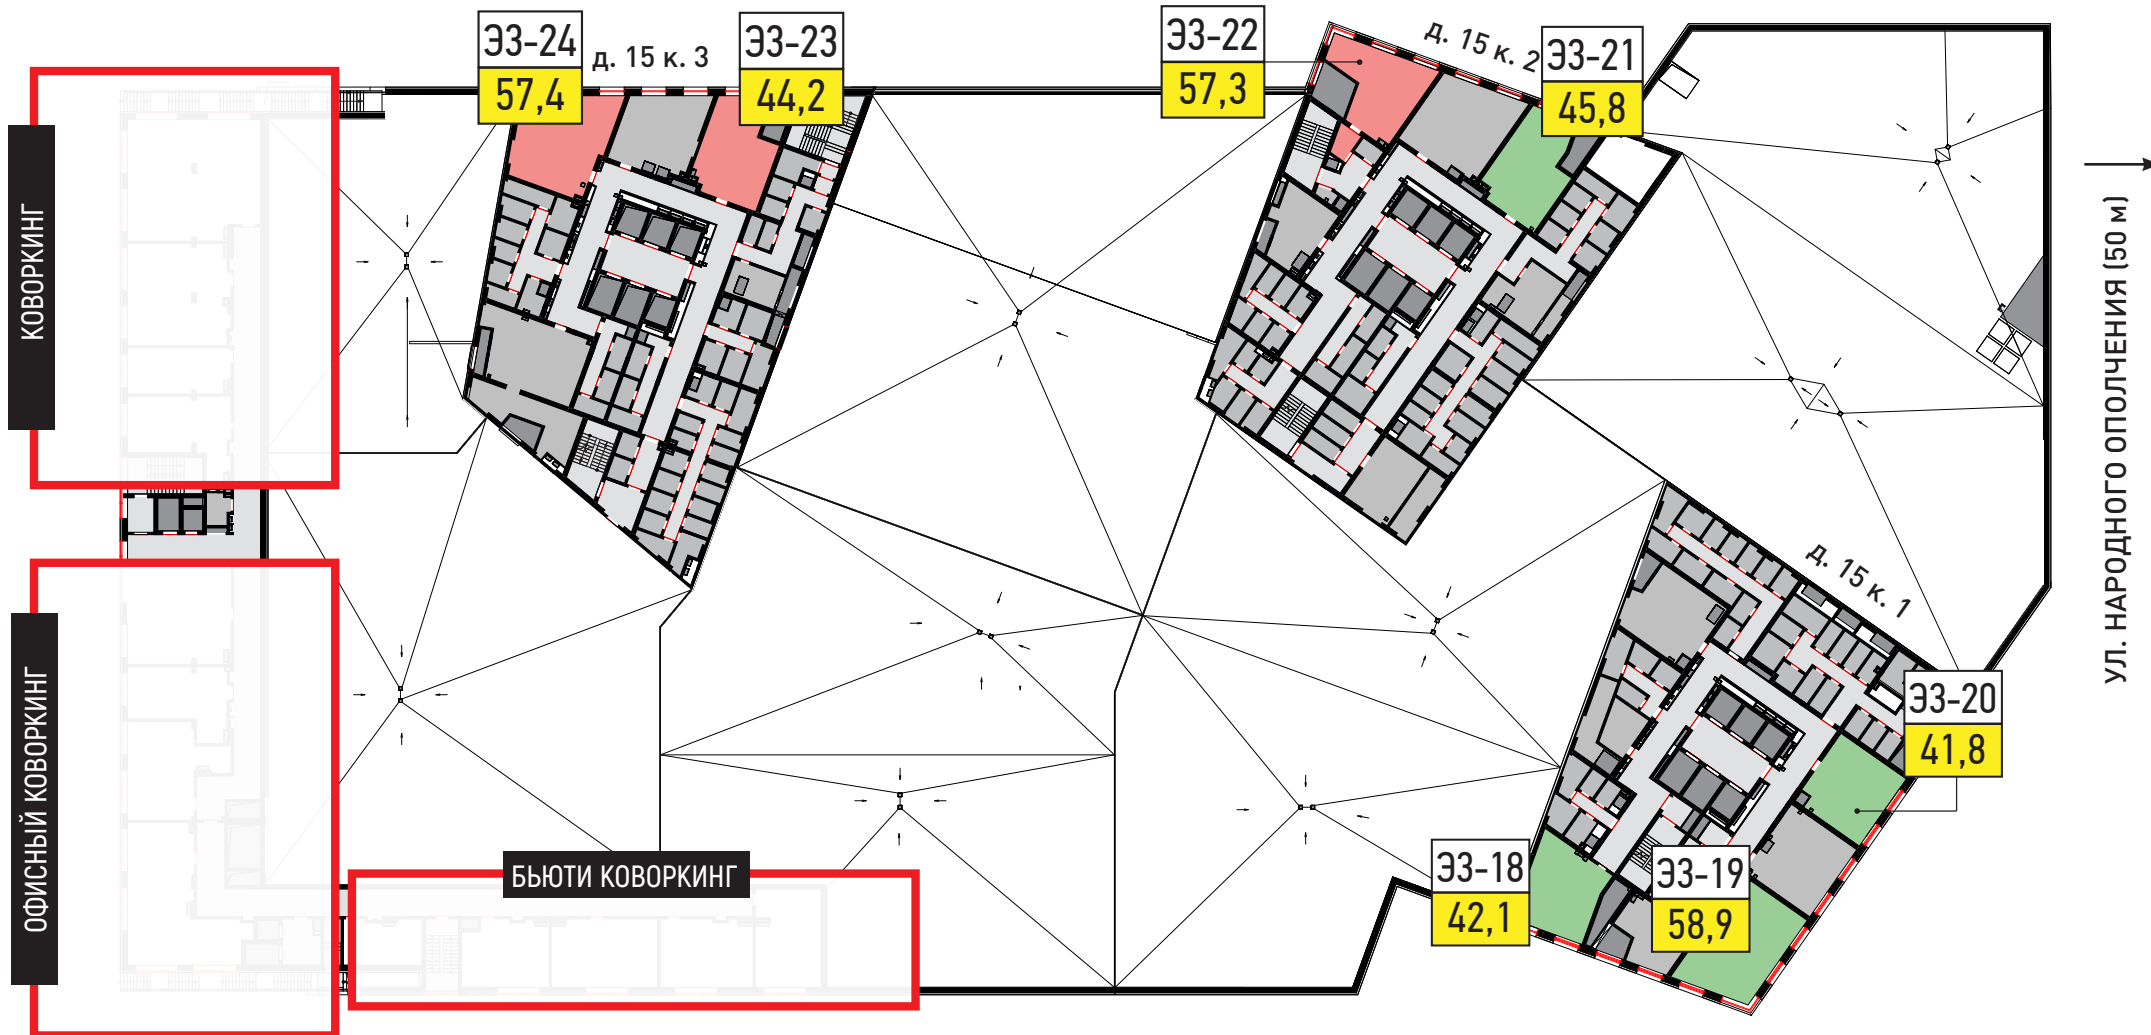 ЭЗ-24
57,4
д. 15 к. 3
ЭЗ-23
44,2
ЭЗ-22
57,3
д. 15 к. 2
ЭЗ-21
45,8
КОВОРКИНГ
УЛ. НАРОДНОГО ОПОЛЧЕНИЯ (50 м)
ОФИСНЫЙ КОВОРКИНГ
БЬЮТИ КОВОРКИНГ
д. 15 к. 1
ЭЗ-20
41,8
ЭЗ-18
42,1
ЭЗ-19
58,9